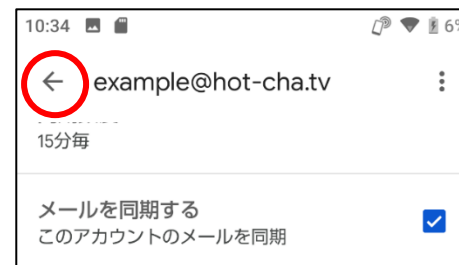 10:34 6%
example@hot-cha.tv
15分毎
メールを同期する
このアカウントのメールを同期